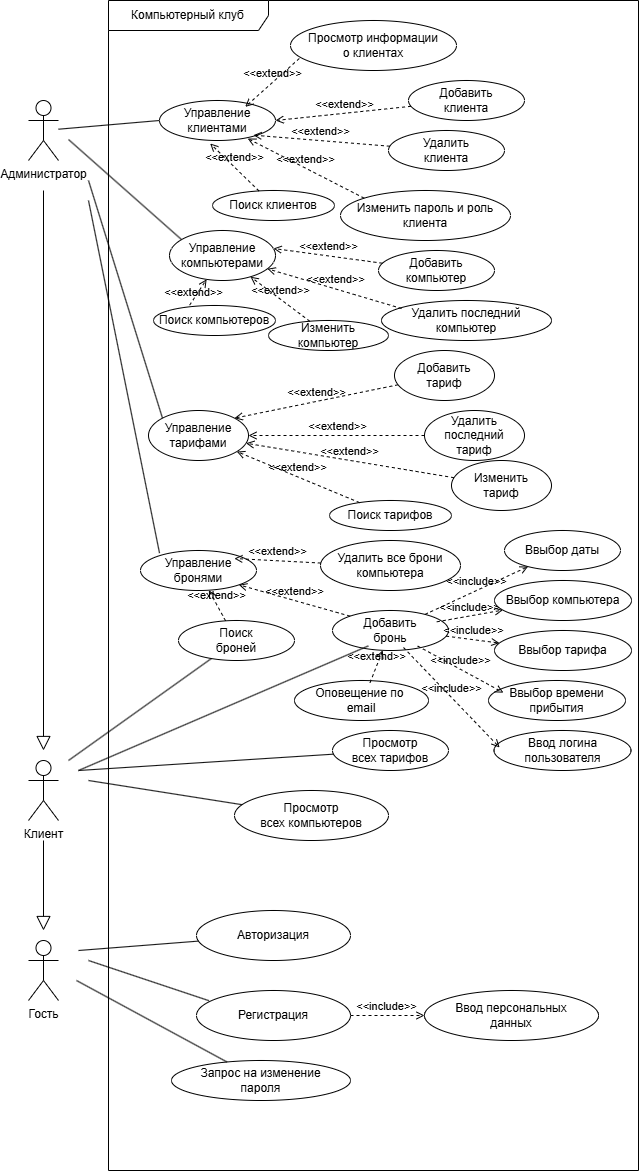 Компьютерный клуб
Просмотр информации
о клиентах
<<extend>>
Добавить
клиента
<<extend>>
Управление
клиентами
<<extend>>
Удалить
клиента
<<extend>>
<<extend>>
Администратор
Поиск клиентов
Изменить пароль и роль
клиента
Управление
компьютерами
<<extend>>
Добавить
компьютер
<<extend>>
<<extend>>
<<extend>>
Поиск компьютеров
Изменить
компьютер
Удалить последний
компьютер
Добавить
тариф
<<extend>>
Управление
тарифами
<<extend>>
Удалить
последний
тариф
<<extend>>
Изменить
тариф
Поиск тарифов
Управление
бронями
<<extend>>
Удалить все брони
компьютера
Ввыбор даты
<<include>>
<<extend>>
<<extend>>
Ввыбор компьютера
<<include>>
Поиск
броней
Добавить
бронь
<<include>>
Ввыбор тарифа
<<extend>>
<<include>>
Оповещение по
email
<<include>>
Ввыбор времени
прибытия
Просмотр
всех тарифов
Ввод логина
пользователя
Просмотр
всех компьютеров
Клиент
Авторизация
Гость
Регистрация
<<include>>
Ввод персональных
данных
Запрос на изменение
пароля